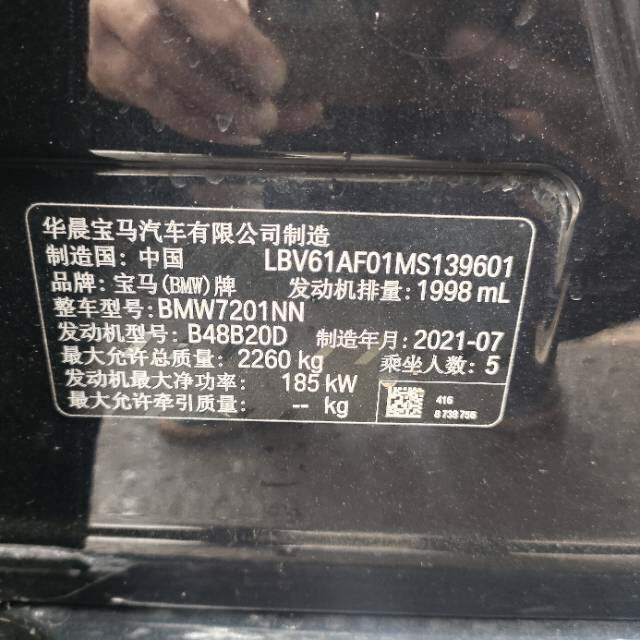 华晨宝马汽车有限公司制造
制造国: 中国 LBV61AF01MS139601
品牌: 宝马(BMW)牌 发动机排量: 1998 mL
整车型号: BMW7201NN
发动机型号: B48B20D 制造年月: 2021-07
最大允许总质量: 2260 kg 乘坐人数: 5
发动机最大净功率: 185 kW
最大允许牵引质量: -- kg
416
8 739 756